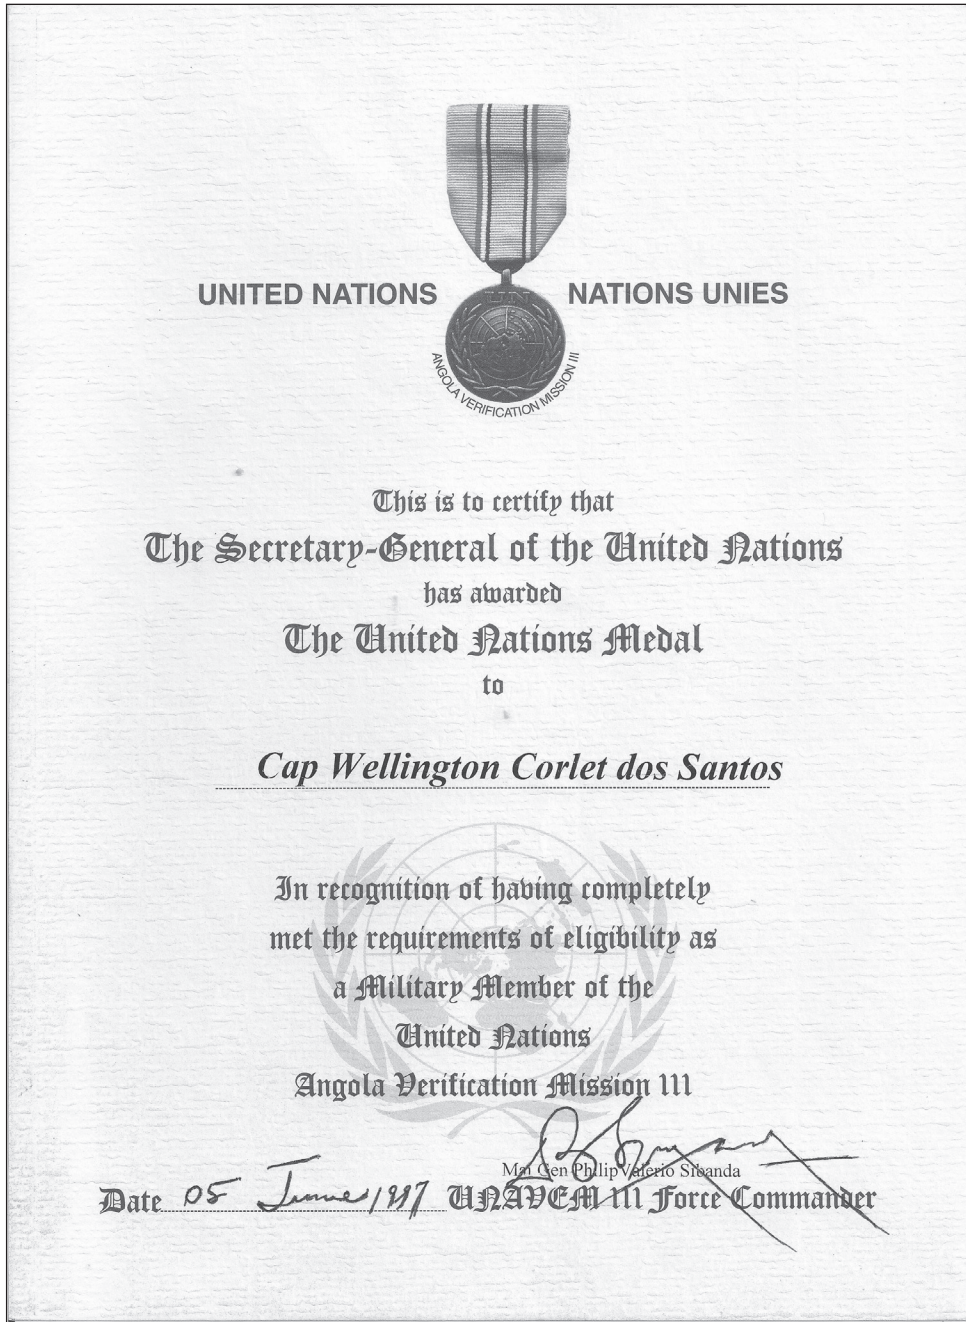 UN
UNITED NATIONS NATIONS UNIES
ANGOLA VERIFICATION MISSION III
This is to certify that
The Secretary-General of the United Nations
has awarded
The United Nations Medal
to
Cap Wellington Corlet dos Santos
In recognition of having completely
met the requirements of eligibility as
a Military Member of the
United Nations
Angola Verification Mission 111
Maj Gen Philip Valerio Sibanda
Date 05 June 1997 UNAVEM 111 Force Commander